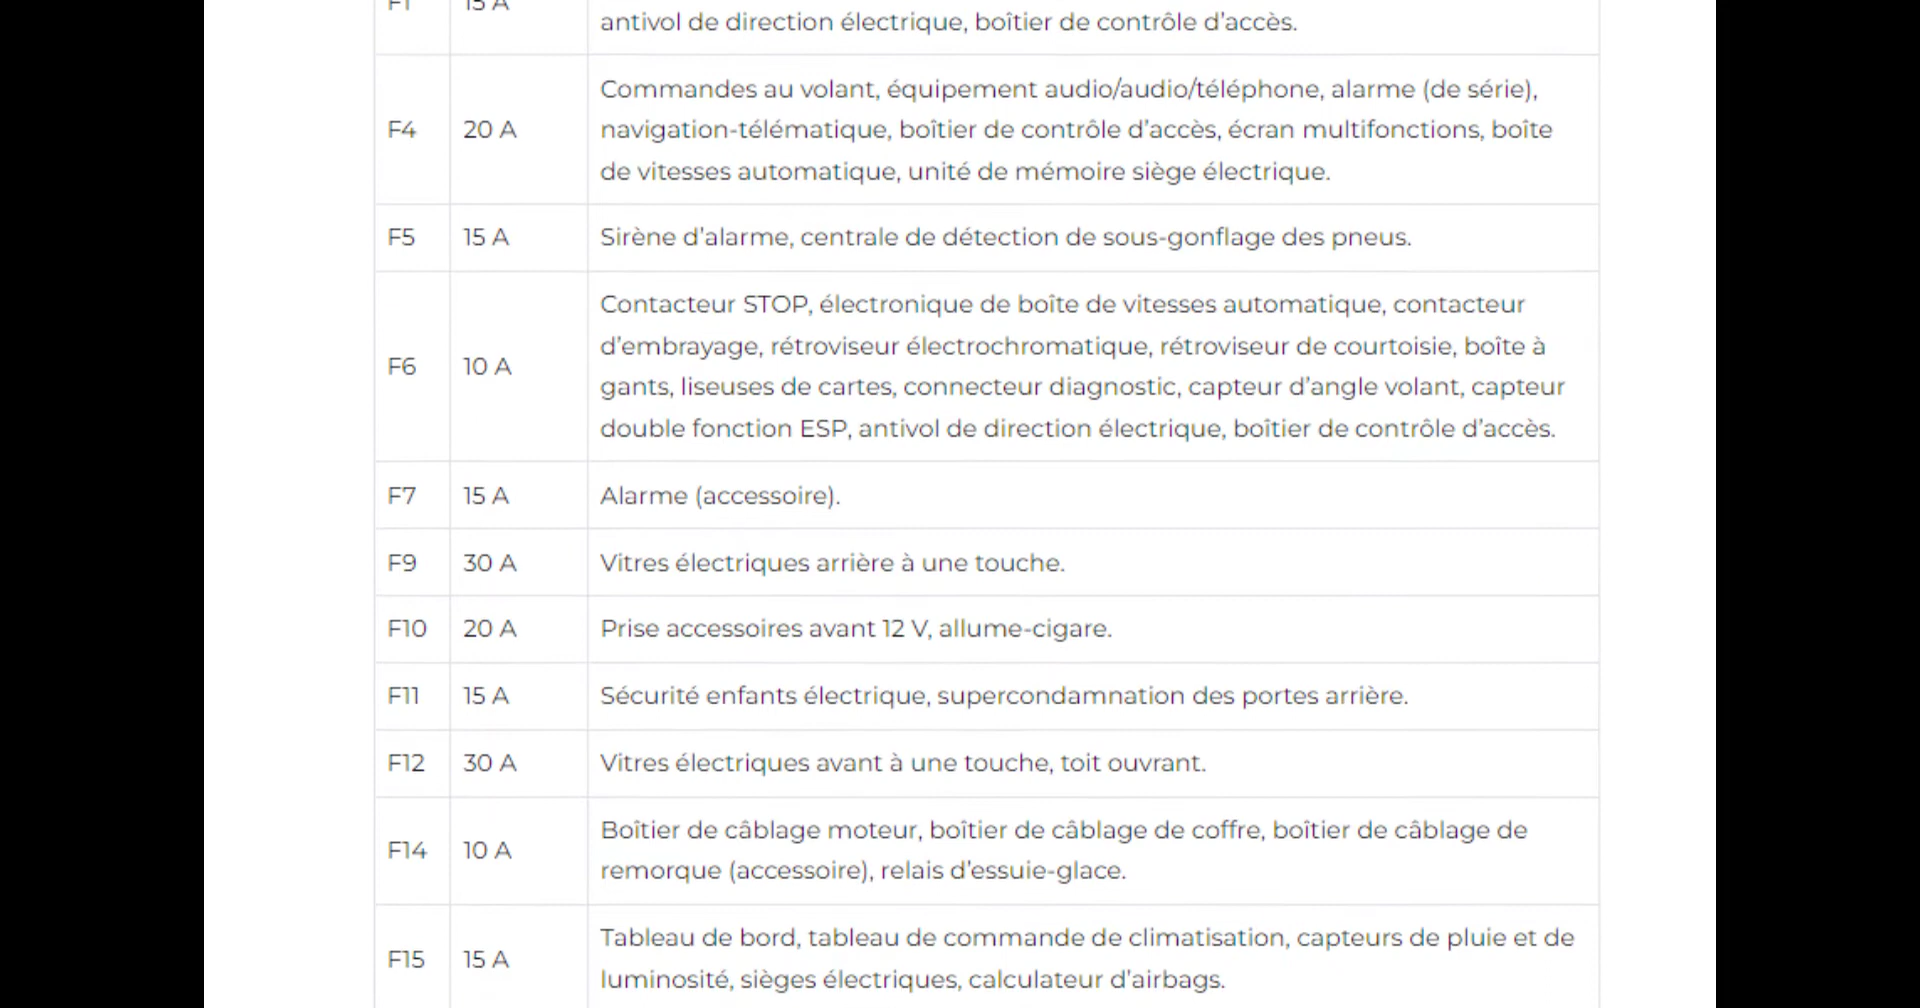 F1 15 A
antivol de direction électrique, boîtier de contrôle d’accès.
Commandes au volant, équipement audio/audio/téléphone, alarme (de série),
F4 20 A navigation-télématique, boîtier de contrôle d’accès, écran multifonctions, boîte
de vitesses automatique, unité de mémoire siège électrique.
F5 15 A Sirène d’alarme, centrale de détection de sous-gonflage des pneus.
Contacteur STOP, électronique de boîte de vitesses automatique, contacteur
d’embrayage, rétroviseur électrochromatique, rétroviseur de courtoisie, boîte à
F6 10 A
gants, liseuses de cartes, connecteur diagnostic, capteur d’angle volant, capteur
double fonction ESP, antivol de direction électrique, boîtier de contrôle d’accès.
F7 15 A Alarme (accessoire).
F9 30 A Vitres électriques arrière à une touche.
F10 20 A Prise accessoires avant 12 V, allume-cigare.
F11 15 A Sécurité enfants électrique, supercondamnation des portes arrière.
F12 30 A Vitres électriques avant à une touche, toit ouvrant.
Boîtier de câblage moteur, boîtier de câblage de coffre, boîtier de câblage de
F14 10 A
remorque (accessoire), relais d’essuie-glace.
Tableau de bord, tableau de commande de climatisation, capteurs de pluie et de
F15 15 A
luminosité, sièges électriques, calculateur d’airbags.